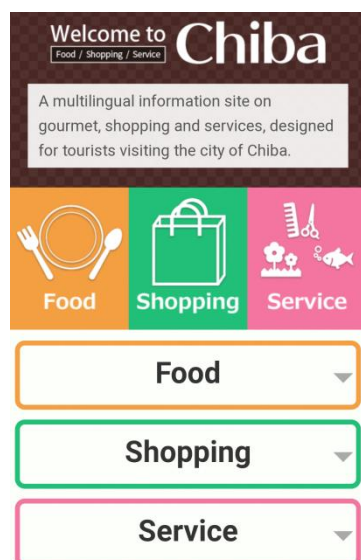 Welcome to
Food / Shopping / Service
Chiba
A multilingual information site on
gourmet, shopping and services, designed
for tourists visiting the city of Chiba.
Food
Shopping
Service
Food
Shopping
Service